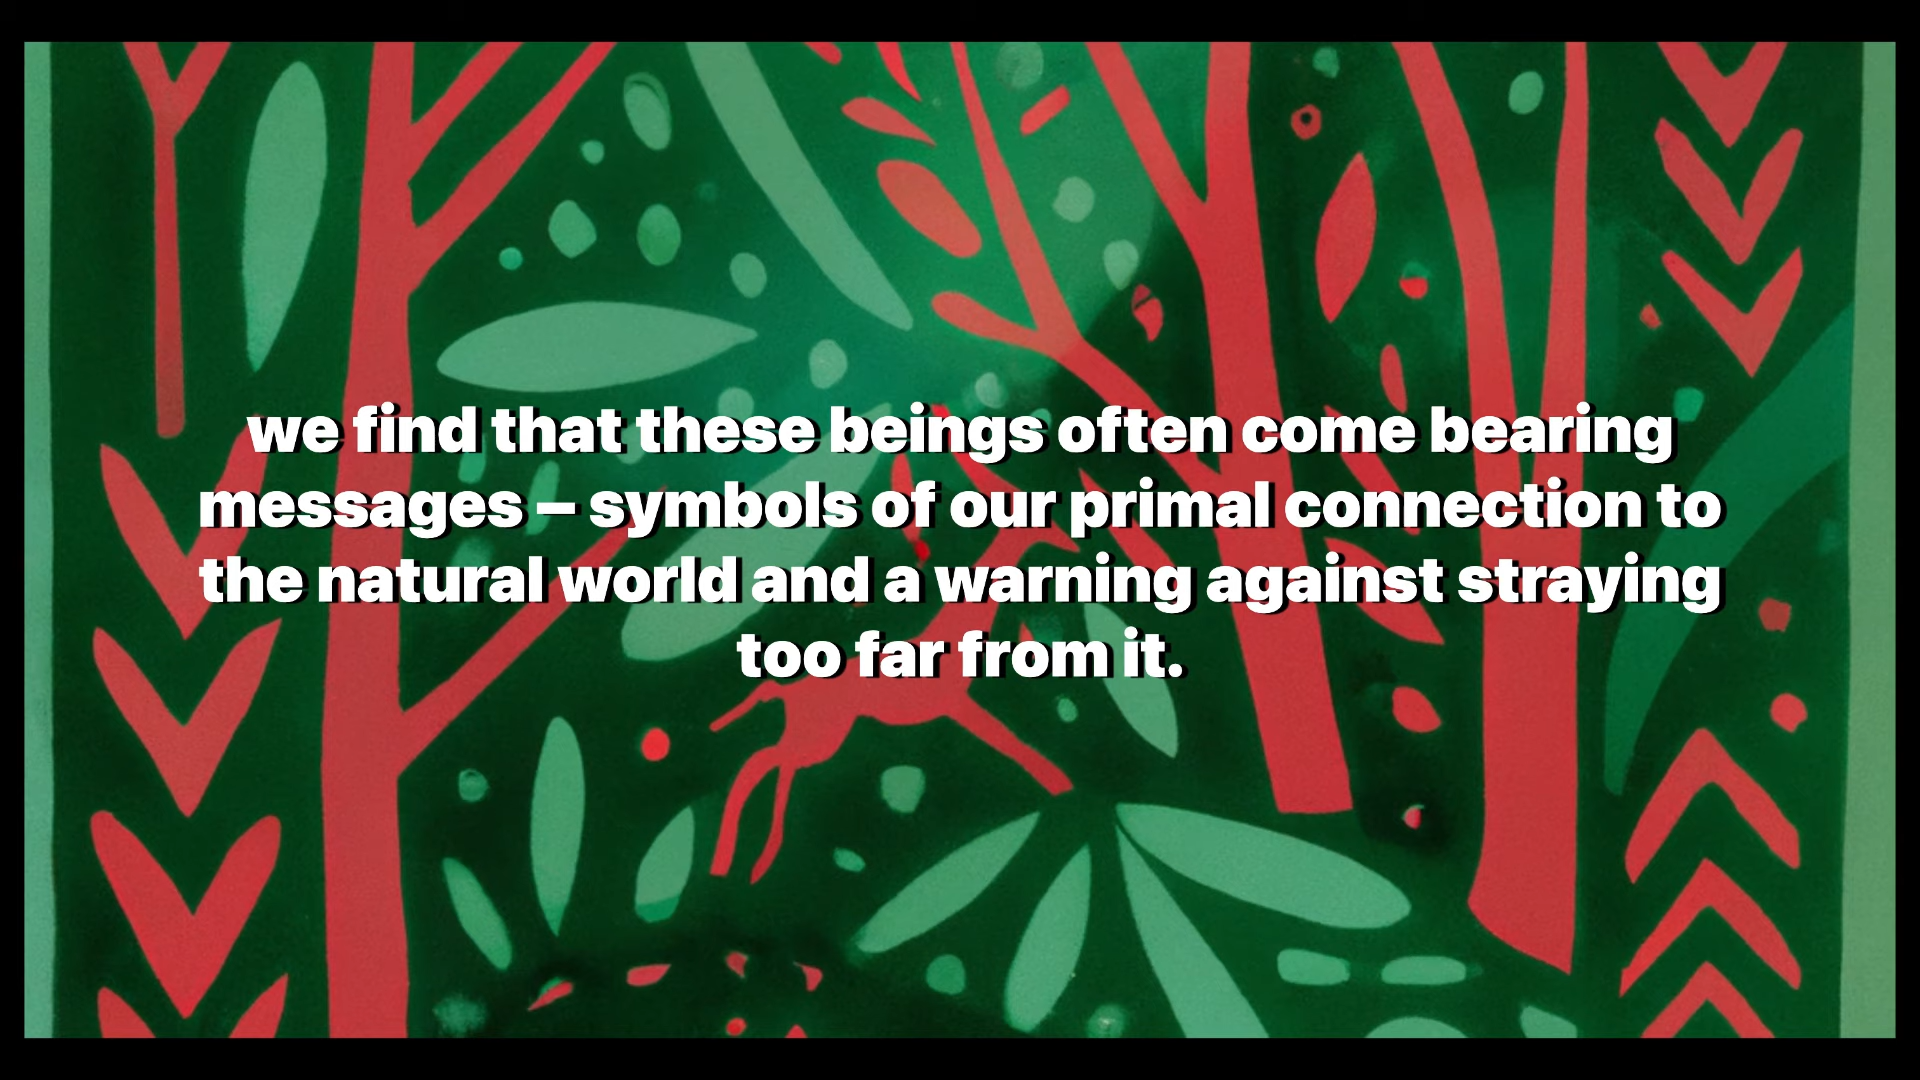 we find that these beings often come bearing
messages – symbols of our primal connection to
the natural world and a warning against straying
too far from it.